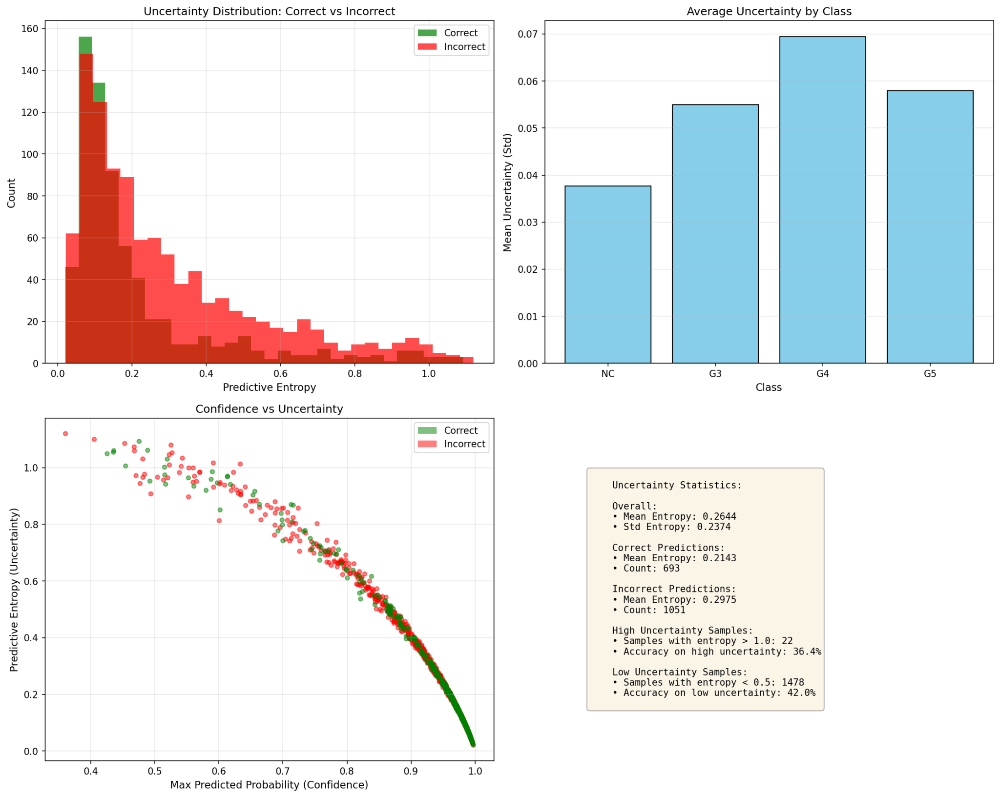 Uncertainty Distribution: Correct vs Incorrect
Count
160
140
120
100
80
60
40
20
0
0.0 0.2 0.4 0.6 0.8 1.0
Predictive Entropy
Correct
Incorrect
Average Uncertainty by Class
Mean Uncertainty (Std)
0.07
0.06
0.05
0.04
0.03
0.02
0.01
0.00
NC G3 G4 G5
Class
Confidence vs Uncertainty
Predictive Entropy (Uncertainty)
1.0
0.8
0.6
0.4
0.2
0.0
0.4 0.5 0.6 0.7 0.8 0.9 1.0
Max Predicted Probability (Confidence)
Correct
Incorrect
Uncertainty Statistics:
Overall:
• Mean Entropy: 0.2644
• Std Entropy: 0.2374
Correct Predictions:
• Mean Entropy: 0.2143
• Count: 693
Incorrect Predictions:
• Mean Entropy: 0.2975
• Count: 1051
High Uncertainty Samples:
• Samples with entropy > 1.0: 22
• Accuracy on high uncertainty: 36.4%
Low Uncertainty Samples:
• Samples with entropy < 0.5: 1478
• Accuracy on low uncertainty: 42.0%